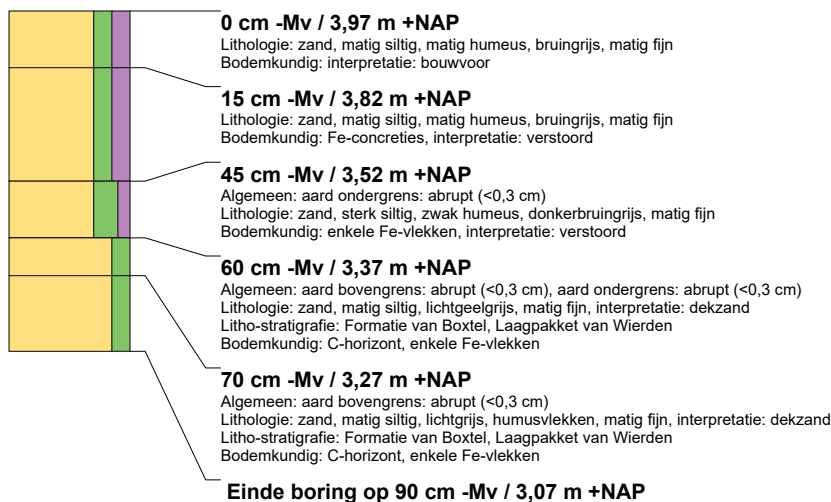 0 cm -Mv / 3,97 m +NAP
Lithologie: zand, matig siltig, matig humeus, bruingrijs, matig fijn
Bodemkundig: interpretatie: bouwvoor
15 cm -Mv / 3,82 m +NAP
Lithologie: zand, matig siltig, matig humeus, bruingrijs, matig fijn
Bodemkundig: Fe-concreties, interpretatie: verstoord
45 cm -Mv / 3,52 m +NAP
Algemeen: aard ondergrens: abrupt (<0,3 cm)
Lithologie: zand, sterk siltig, zwak humeus, donkerbruingrijs, matig fijn
Bodemkundig: enkele Fe-vlekken, interpretatie: verstoord
60 cm -Mv / 3,37 m +NAP
Algemeen: aard bovengrens: abrupt (<0,3 cm), aard ondergrens: abrupt (<0,3 cm)
Lithologie: zand, matig siltig, lichtgeelgrijs, matig fijn, interpretatie: dekzand
Litho-stratigrafie: Formatie van Boxtel, Laagpakket van Wierden
Bodemkundig: C-horizont, enkele Fe-vlekken
70 cm -Mv / 3,27 m +NAP
Algemeen: aard bovengrens: abrupt (<0,3 cm)
Lithologie: zand, matig siltig, lichtgrijs, humusvlekken, matig fijn, interpretatie: dekzand
Litho-stratigrafie: Formatie van Boxtel, Laagpakket van Wierden
Bodemkundig: C-horizont, enkele Fe-vlekken
Einde boring op 90 cm -Mv / 3,07 m +NAP